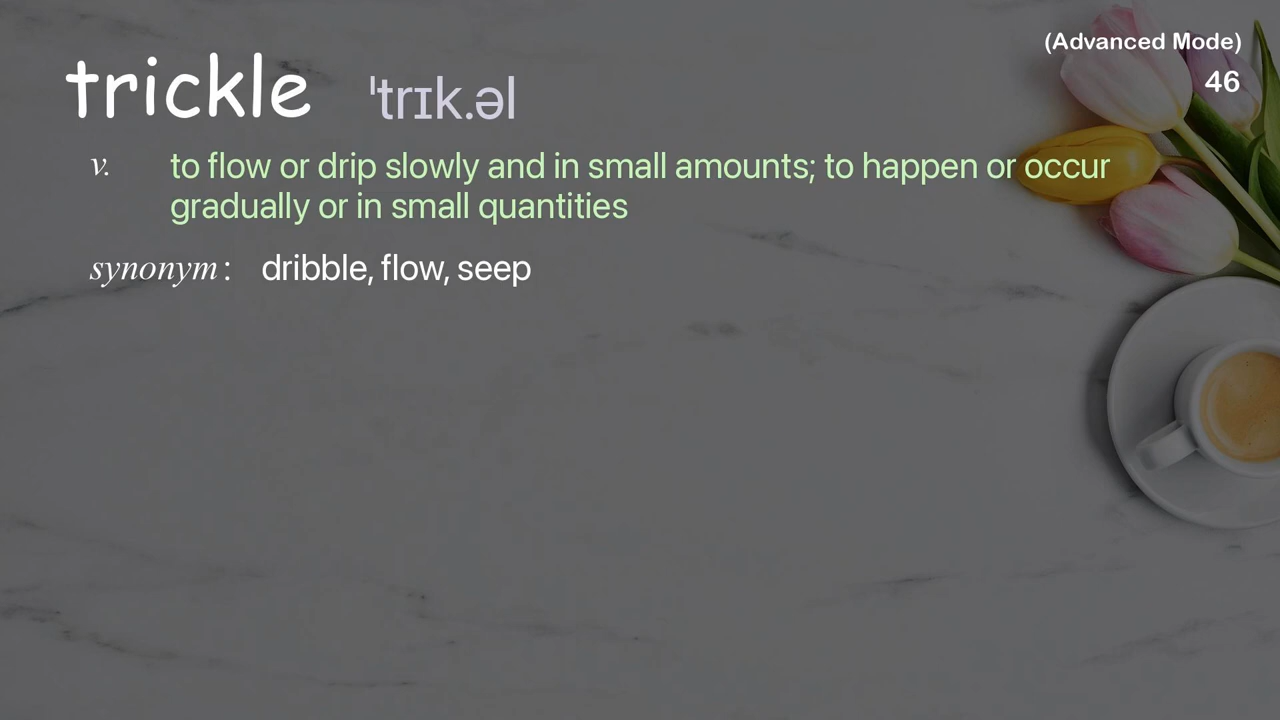 (Advanced Mode)
46
trickle ˈtrɪk.əl
v. to flow or drip slowly and in small amounts; to happen or occur
gradually or in small quantities
synonym: dribble, flow, seep